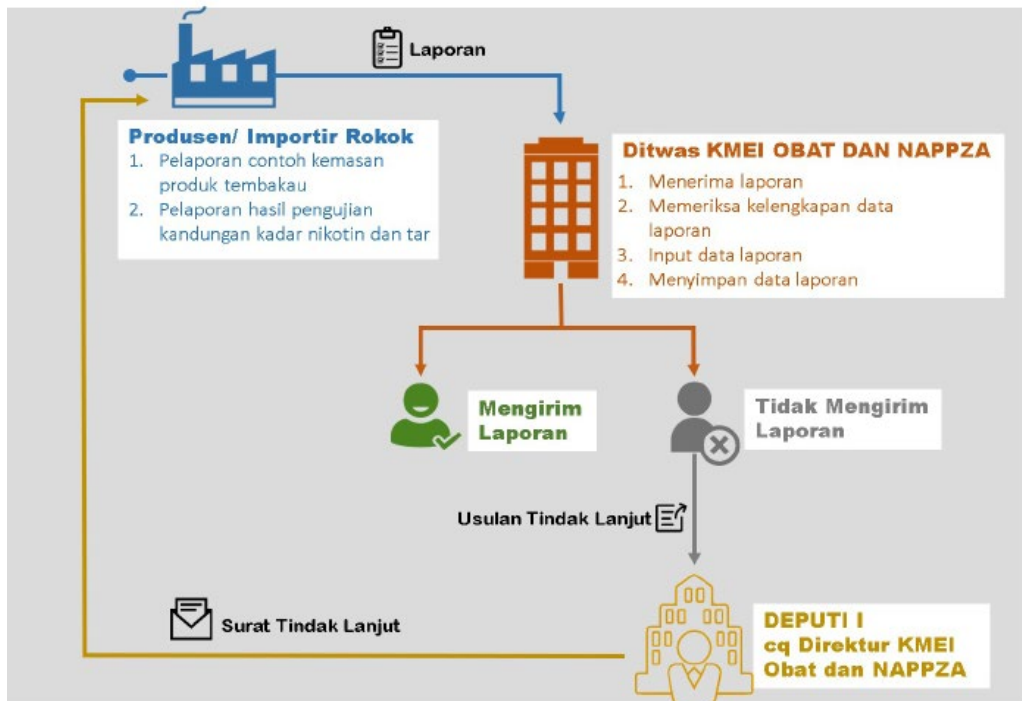 Laporan
Produsen/ Importir Rokok
1. Pelaporan contoh kemasan
produk tembakau
2. Pelaporan hasil pengujian
kandungan kadar nikotin dan tar
Ditwas KMEI OBAT DAN NAPPZA
1. Menerima laporan
2. Memeriksa kelengkapan data
laporan
3. Input data laporan
4. Menyimpan data laporan
Mengirim
Laporan
Tidak Mengirim
Laporan
Usulan Tindak Lanjut
Surat Tindak Lanjut
DEPUTI I
cq Direktur KMEI
Obat dan NAPPZA